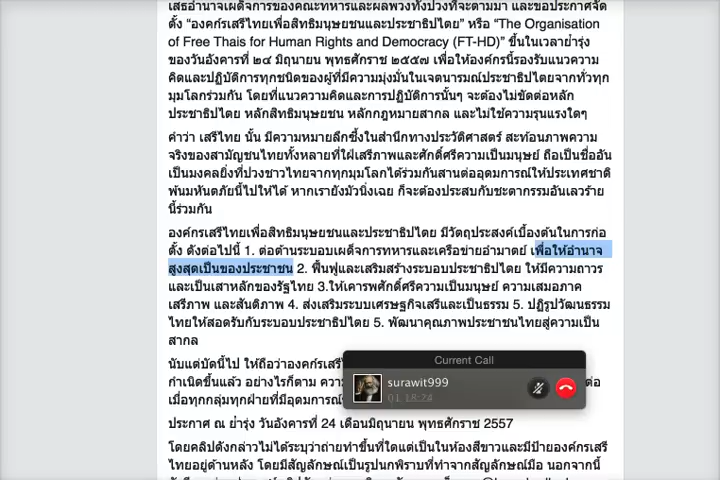 เสธอำนาจเผด็จการของคณะทหารและผลพวงทั้งปวงที่จะตามมา และขอประกาศจัด
ตั้ง “องค์กรเสรีไทยเพื่อสิทธิมนุษยชนและประชาธิปไตย” หรือ “The Organisation
of Free Thais for Human Rights and Democracy (FT-HD)” ขึ้นในเวลาย่ำรุ่ง
ของวันอังคารที่ ๒๔ มิถุนายน พุทธศักราช ๒๕๕๗ เพื่อให้องค์กรนี้รองรับแนวความ
คิดและปฏิบัติการทุกชนิดของผู้ที่มีความมุ่งมั่นในเจตนารมณ์ประชาธิปไตยจากทั่วทุก
มุมโลกร่วมกัน โดยที่แนวความคิดและการปฏิบัติการนั้นๆ จะต้องไม่ขัดต่อหลัก
ประชาธิปไตย หลักสิทธิมนุษยชน หลักกฎหมายสากล และไม่ใช้ความรุนแรงใดๆ
คำว่า เสรีไทย นั้น มีความหมายลึกซึ้งในสำนึกทางประวัติศาสตร์ สะท้อนภาพความ
จริงของสามัญชนไทยทั้งหลายที่ใฝ่เสรีภาพและศักดิ์ศรีความเป็นมนุษย์ ถือเป็นชื่ออัน
เป็นมงคลยิ่งที่ปวงชาวไทยจากทุกมุมโลกได้ร่วมกันสานต่ออุดมการณ์ให้ประเทศชาติ
พ้นมหันตภัยนี้ไปให้ได้ หากเรายังมัวนิ่งเฉย ก็จะต้องประสบกับชะตากรรมอันเลวร้าย
นี้ร่วมกัน
องค์กรเสรีไทยเพื่อสิทธิมนุษยชนและประชาธิปไตย มีวัตถุประสงค์เบื้องต้นในการก่อ
ตั้ง ดังต่อไปนี้ 1. ต่อต้านระบอบเผด็จการทหารและเครือข่ายอำมาตย์ เพื่อให้อำนาจ
สูงสุดเป็นของประชาชน 2. ฟื้นฟูและเสริมสร้างระบอบประชาธิปไตย ให้มีความถาวร
และเป็นเสาหลักของรัฐไทย 3.ให้เคารพศักดิ์ศรีความเป็นมนุษย์ ความเสมอภาค
เสรีภาพ และสันติภาพ 4. ส่งเสริมระบบเศรษฐกิจเสรีและเป็นธรรม 5. ปฏิรูปวัฒนธรรม
ไทยให้สอดรับกับระบอบประชาธิปไตย 5. พัฒนาคุณภาพประชาชนไทยสู่ความเป็น
สากล
นับแต่บัดนี้ไป ให้ถือว่าองค์กรเสรี
กำเนิดขึ้นแล้ว อย่างไรก็ตาม ความ ต่อ
เมื่อทุกกลุ่มทุกฝ่ายที่มีอุดมการณ์
Current Call
surawit999
01 18:24
ประกาศ ณ ย่ำรุ่ง วันอังคารที่ 24 เดือนมิถุนายน พุทธศักราช 2557
โดยคลิปดังกล่าวไม่ได้ระบุว่าถ่ายทำขึ้นที่ใดแต่เป็นในห้องสีขาวและมีป้ายองค์กรเสรี
ไทยอยู่ด้านหลัง โดยมีสัญลักษณ์เป็นรูปนกพิราบที่ทำจากสัญลักษณ์มือ นอกจากนี้